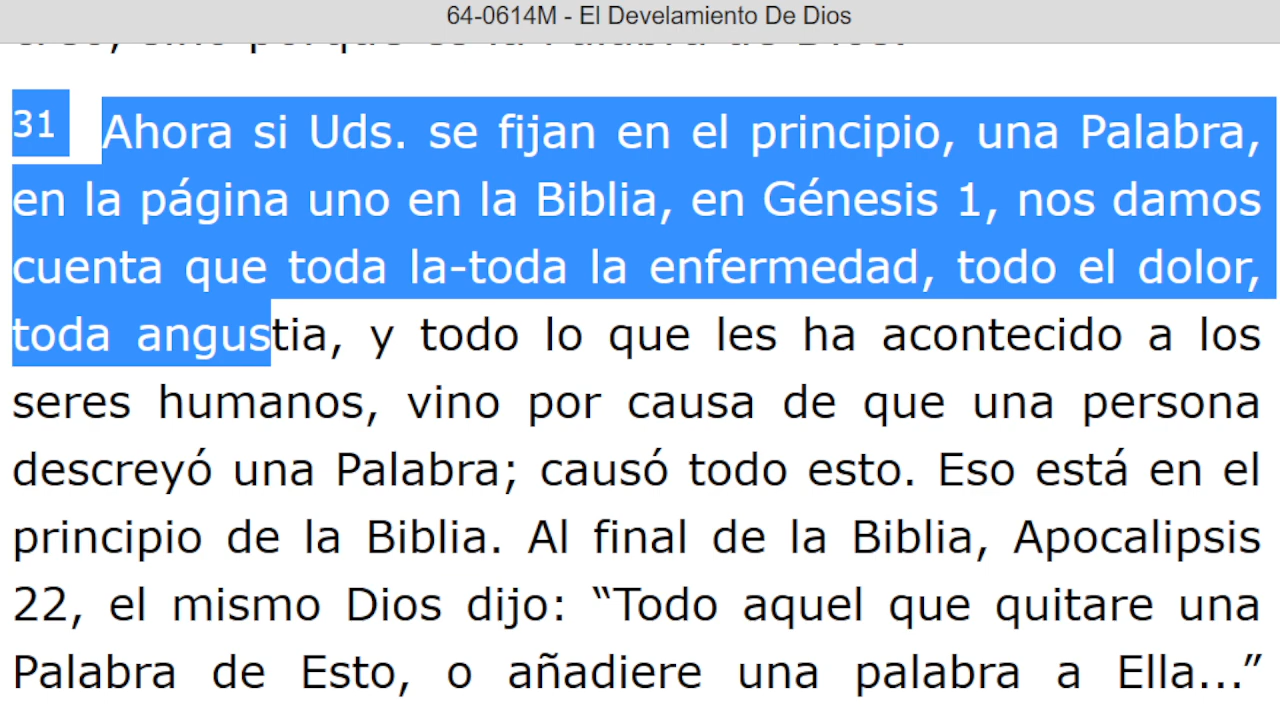 64-0614M - El Develamiento De Dios
31 Ahora si Uds. se fijan en el principio, una Palabra,
en la página uno en la Biblia, en Génesis 1, nos damos
cuenta que toda la-toda la enfermedad, todo el dolor,
toda angustia, y todo lo que les ha acontecido a los
seres humanos, vino por causa de que una persona
descreyó una Palabra; causó todo esto. Eso está en el
principio de la Biblia. Al final de la Biblia, Apocalipsis
22, el mismo Dios dijo: “Todo aquel que quitare una
Palabra de Esto, o añadiere una palabra a Ella...”